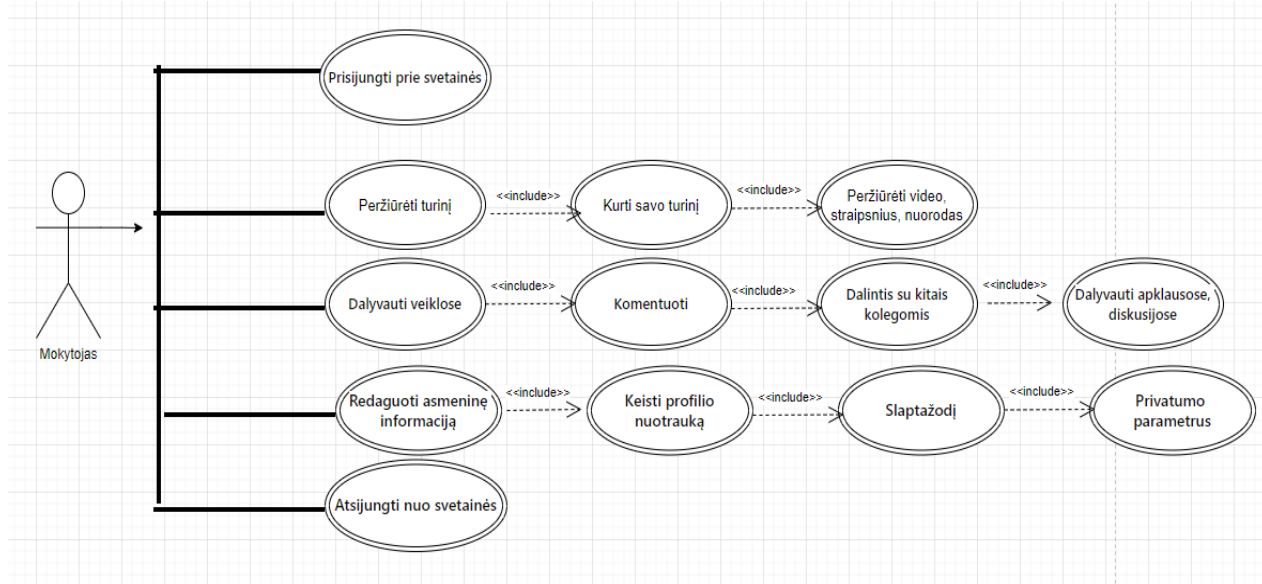 Prisijungti prie svetainės
Peržiūrėti turinį
<<include>>
Kurti savo turinį
<<include>>
Peržiūrėti video,
straipsnius, nuorodas
Dalyvauti veiklose
<<include>>
Komentuoti
<<include>>
Dalintis su kitais
kolegomis
<<include>>
Dalyvauti apklausose,
diskusijose
Mokytojas
Redaguoti asmeninę
informaciją
<<include>>
Keisti profilio
nuotrauką
<<include>>
Slaptažodį
<<include>>
Privatumo
parametrus
Atsijungti nuo svetainės